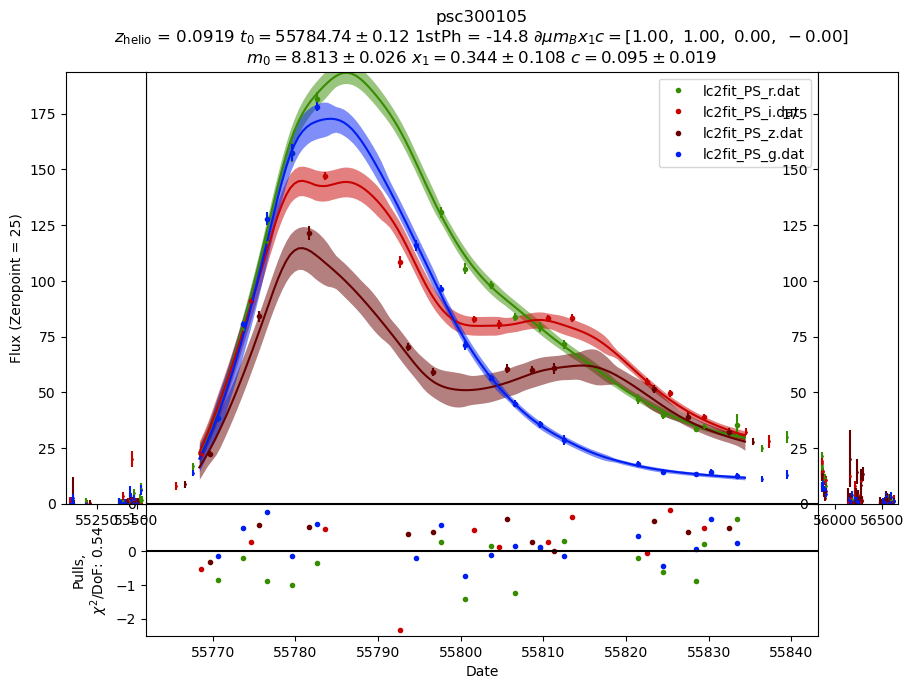 psc300105
z_helio = 0.0919 t_0 = 55784.74 ± 0.12 1stPh = -14.8 ∂μm_Bx_1c = [1.00, 1.00, 0.00, −0.00]
m_0 = 8.813 ± 0.026 x_1 = 0.344 ± 0.108 c = 0.095 ± 0.019
lc2fit_PS_r.dat
lc2fit_PS_i.dat
lc2fit_PS_z.dat
lc2fit_PS_g.dat
Flux (Zeropoint = 25)
175
150
125
100
75
50
25
0
175
150
125
100
75
50
25
0
55250
56000
56500
Pulls,
χ²/DoF: 0.54
0
−1
−2
55770
55780
55790
55800
55810
55820
55830
55840
Date